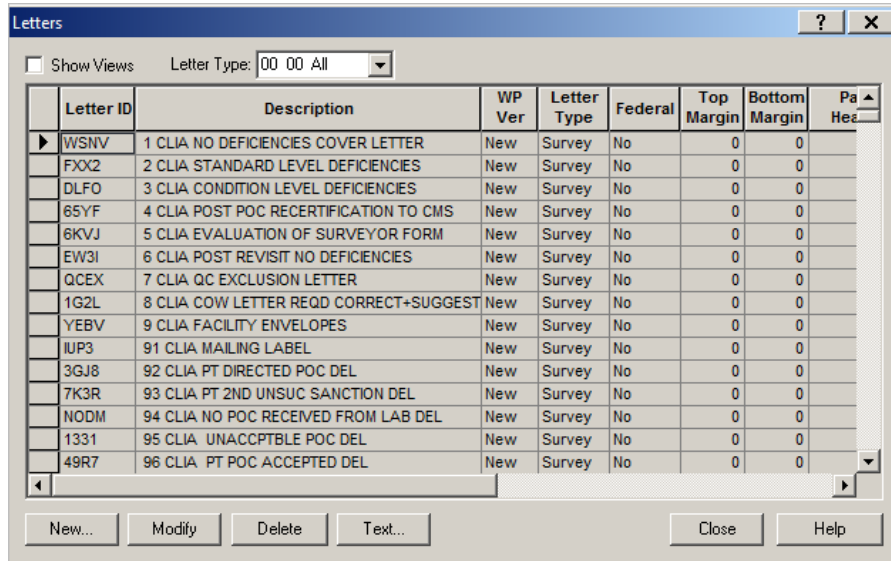 Letters ? X
Show Views Letter Type: 00 00 All
Letter ID Description WP Ver Letter Type Federal Top Margin Bottom Margin Pa Hea
WSNV 1 CLIA NO DEFICIENCIES COVER LETTER New Survey No 0 0
FXX2 2 CLIA STANDARD LEVEL DEFICIENCIES New Survey No 0 0
DLFO 3 CLIA CONDITION LEVEL DEFICIENCIES New Survey No 0 0
65YF 4 CLIA POST POC RECERTIFICATION TO CMS New Survey No 0 0
6KVJ 5 CLIA EVALUATION OF SURVEYOR FORM New Survey No 0 0
EW3I 6 CLIA POST REVISIT NO DEFICIENCIES New Survey No 0 0
QCEX 7 CLIA QC EXCLUSION LETTER New Survey No 0 0
1G2L 8 CLIA COW LETTER REQD CORRECT+SUGGEST New Survey No 0 0
YEBV 9 CLIA FACILITY ENVELOPES New Survey No 0 0
IUP3 91 CLIA MAILING LABEL New Survey No 0 0
3GJ8 92 CLIA PT DIRECTED POC DEL New Survey No 0 0
7K3R 93 CLIA PT 2ND UNSUC SANCTION DEL New Survey No 0 0
NODM 94 CLIA NO POC RECEIVED FROM LAB DEL New Survey No 0 0
1331 95 CLIA  UNACCPTBLE POC DEL New Survey No 0 0
49R7 96 CLIA  PT POC ACCEPTED DEL New Survey No 0 0
New... Modify Delete Text... Close Help